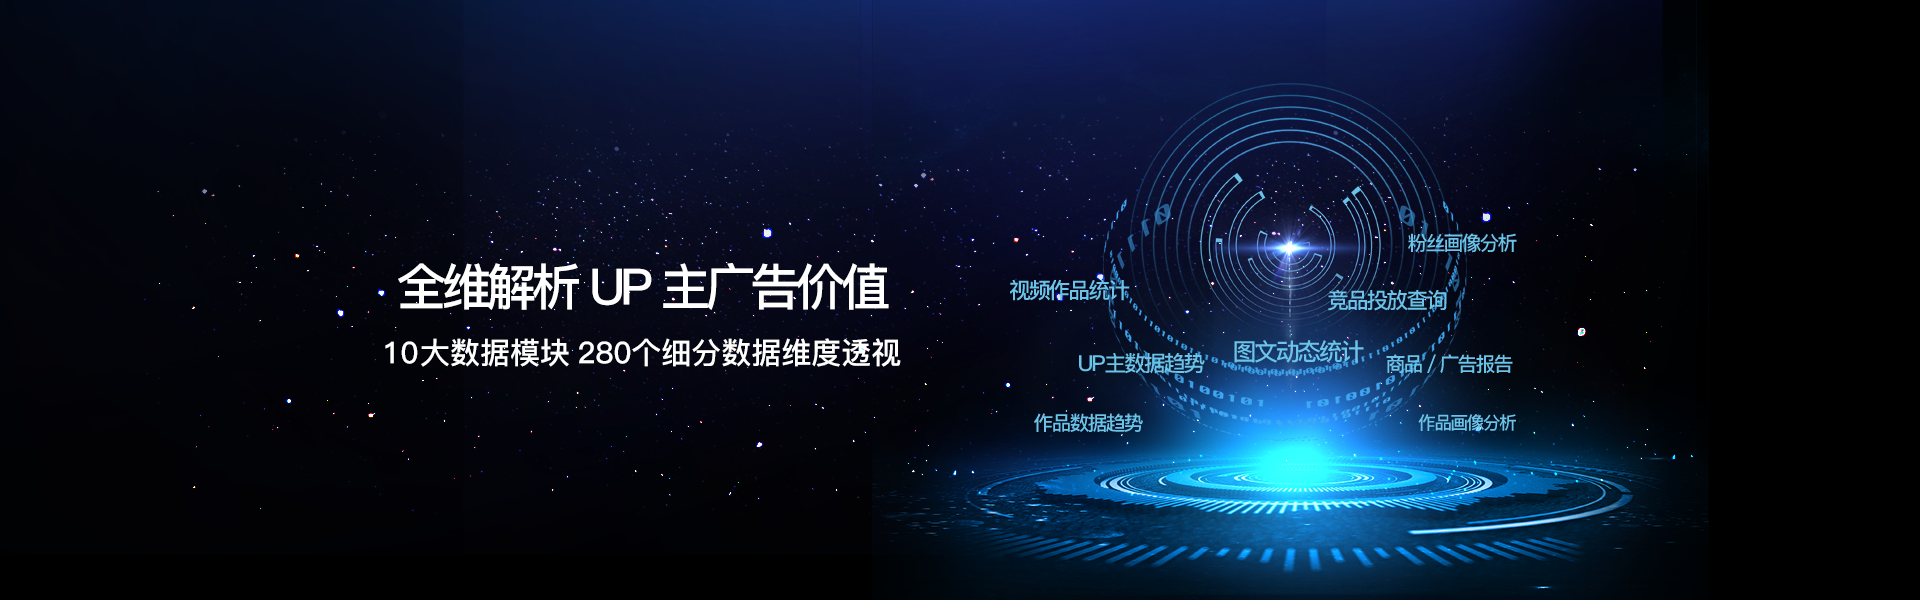 全维解析 UP 主广告价值
10大数据模块 280个细分数据维度透视
粉丝画像分析
视频作品统计
竞品投放查询
图文动态统计
UP主数据趋势
商品 / 广告报告
作品数据趋势
作品画像分析